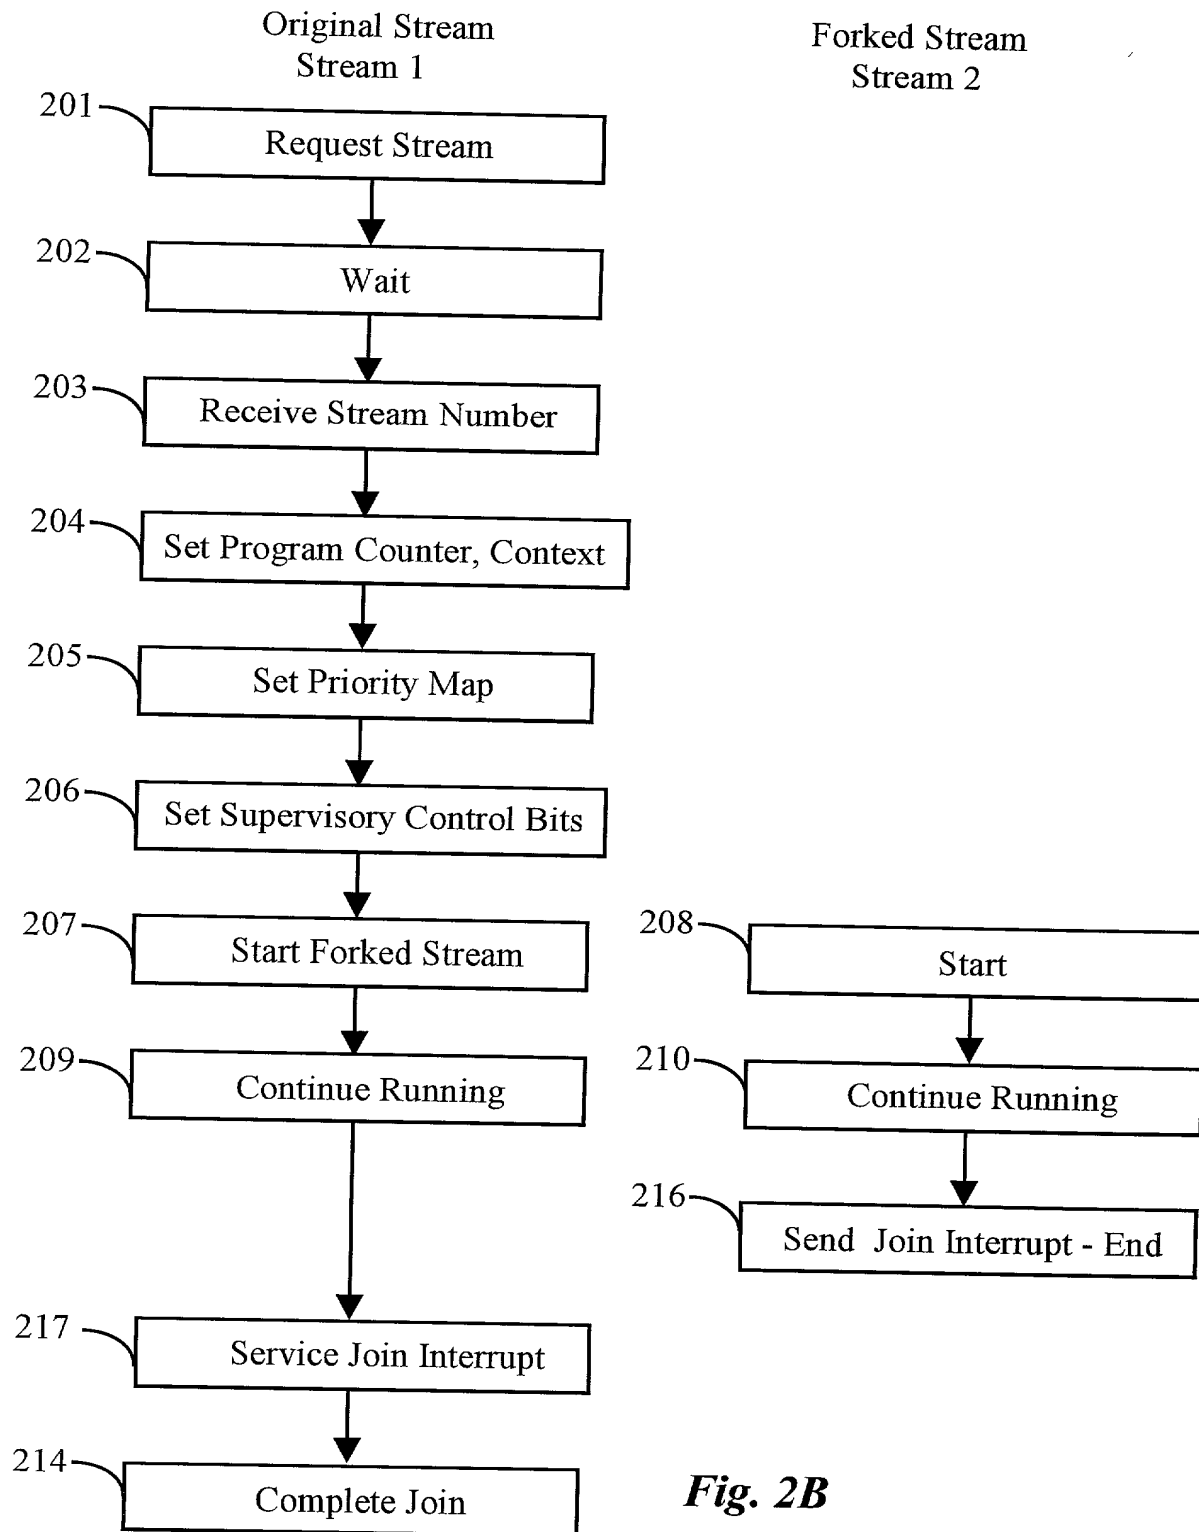 Original Stream
Stream 1
Forked Stream
Stream 2
201
Request Stream
202
Wait
203
Receive Stream Number
204
Set Program Counter, Context
205
Set Priority Map
206
Set Supervisory Control Bits
207
Start Forked Stream
208
Start
209
Continue Running
210
Continue Running
216
Send Join Interrupt - End
217
Service Join Interrupt
214
Complete Join
Fig. 2B